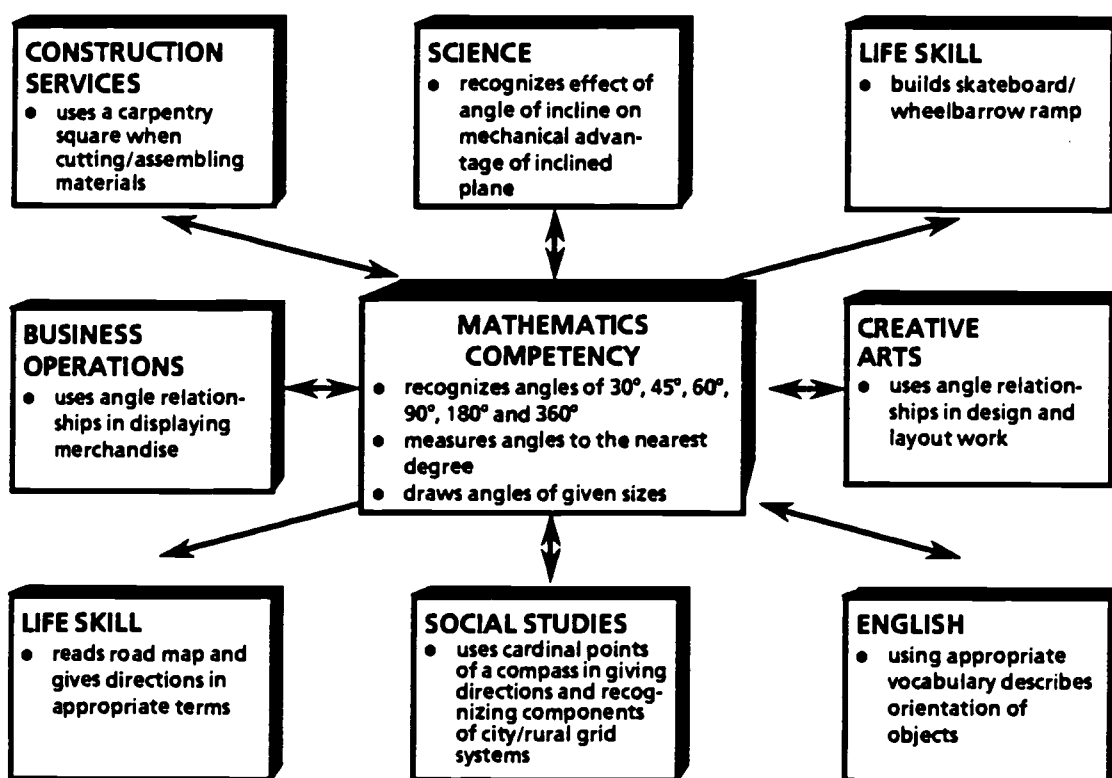 CONSTRUCTION
SERVICES
● uses a carpentry
square when
cutting/assembling
materials
SCIENCE
● recognizes effect of
angle of incline on
mechanical advan-
tage of inclined
plane
LIFE SKILL
● builds skateboard/
wheelbarrow ramp
BUSINESS
OPERATIONS
● uses angle relation-
ships in displaying
merchandise
MATHEMATICS
COMPETENCY
● recognizes angles of 30°, 45°, 60°,
90°, 180° and 360°
● measures angles to the nearest
degree
● draws angles of given sizes
CREATIVE
ARTS
● uses angle relation-
ships in design and
layout work
LIFE SKILL
● reads road map and
gives directions in
appropriate terms
SOCIAL STUDIES
● uses cardinal points
of a compass in giving
directions and recog-
nizing components
of city/rural grid
systems
ENGLISH
● using appropriate
vocabulary describes
orientation of
objects